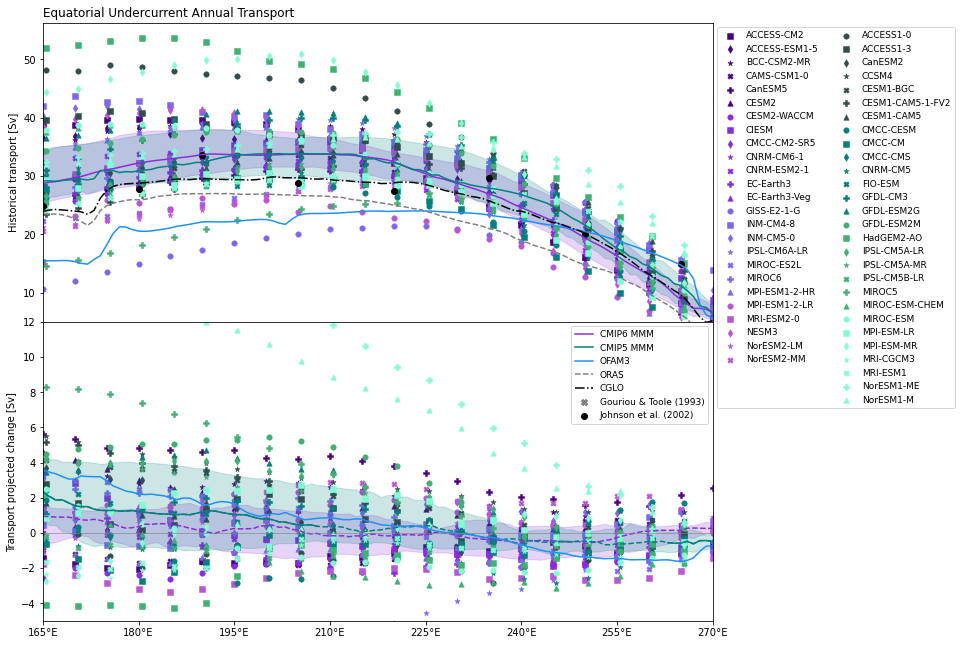 Equatorial Undercurrent Annual Transport
Historical transport [Sv]
50
40
30
20
10
Transport projected change [Sv]
12
10
8
6
4
2
0
−2
−4
165°E 180°E 195°E 210°E 225°E 240°E 255°E 270°E
CMIP6 MMM
CMIP5 MMM
OFAM3
ORAS
CGLO
Gouriou & Toole (1993)
Johnson et al. (2002)
ACCESS-CM2
ACCESS-ESM1-5
BCC-CSM2-MR
CAMS-CSM1-0
CanESM5
CESM2
CESM2-WACCM
CIESM
CMCC-CM2-SR5
CNRM-CM6-1
CNRM-ESM2-1
EC-Earth3
EC-Earth3-Veg
GISS-E2-1-G
INM-CM4-8
INM-CM5-0
IPSL-CM6A-LR
MIROC-ES2L
MIROC6
MPI-ESM1-2-HR
MPI-ESM1-2-LR
MRI-ESM2-0
NESM3
NorESM2-LM
NorESM2-MM
ACCESS1-0
ACCESS1-3
CanESM2
CCSM4
CESM1-BGC
CESM1-CAM5-1-FV2
CESM1-CAM5
CMCC-CESM
CMCC-CM
CMCC-CMS
CNRM-CM5
FIO-ESM
GFDL-CM3
GFDL-ESM2G
GFDL-ESM2M
HadGEM2-AO
IPSL-CM5A-LR
IPSL-CM5A-MR
IPSL-CM5B-LR
MIROC5
MIROC-ESM-CHEM
MIROC-ESM
MPI-ESM-LR
MPI-ESM-MR
MRI-CGCM3
MRI-ESM1
NorESM1-ME
NorESM1-M